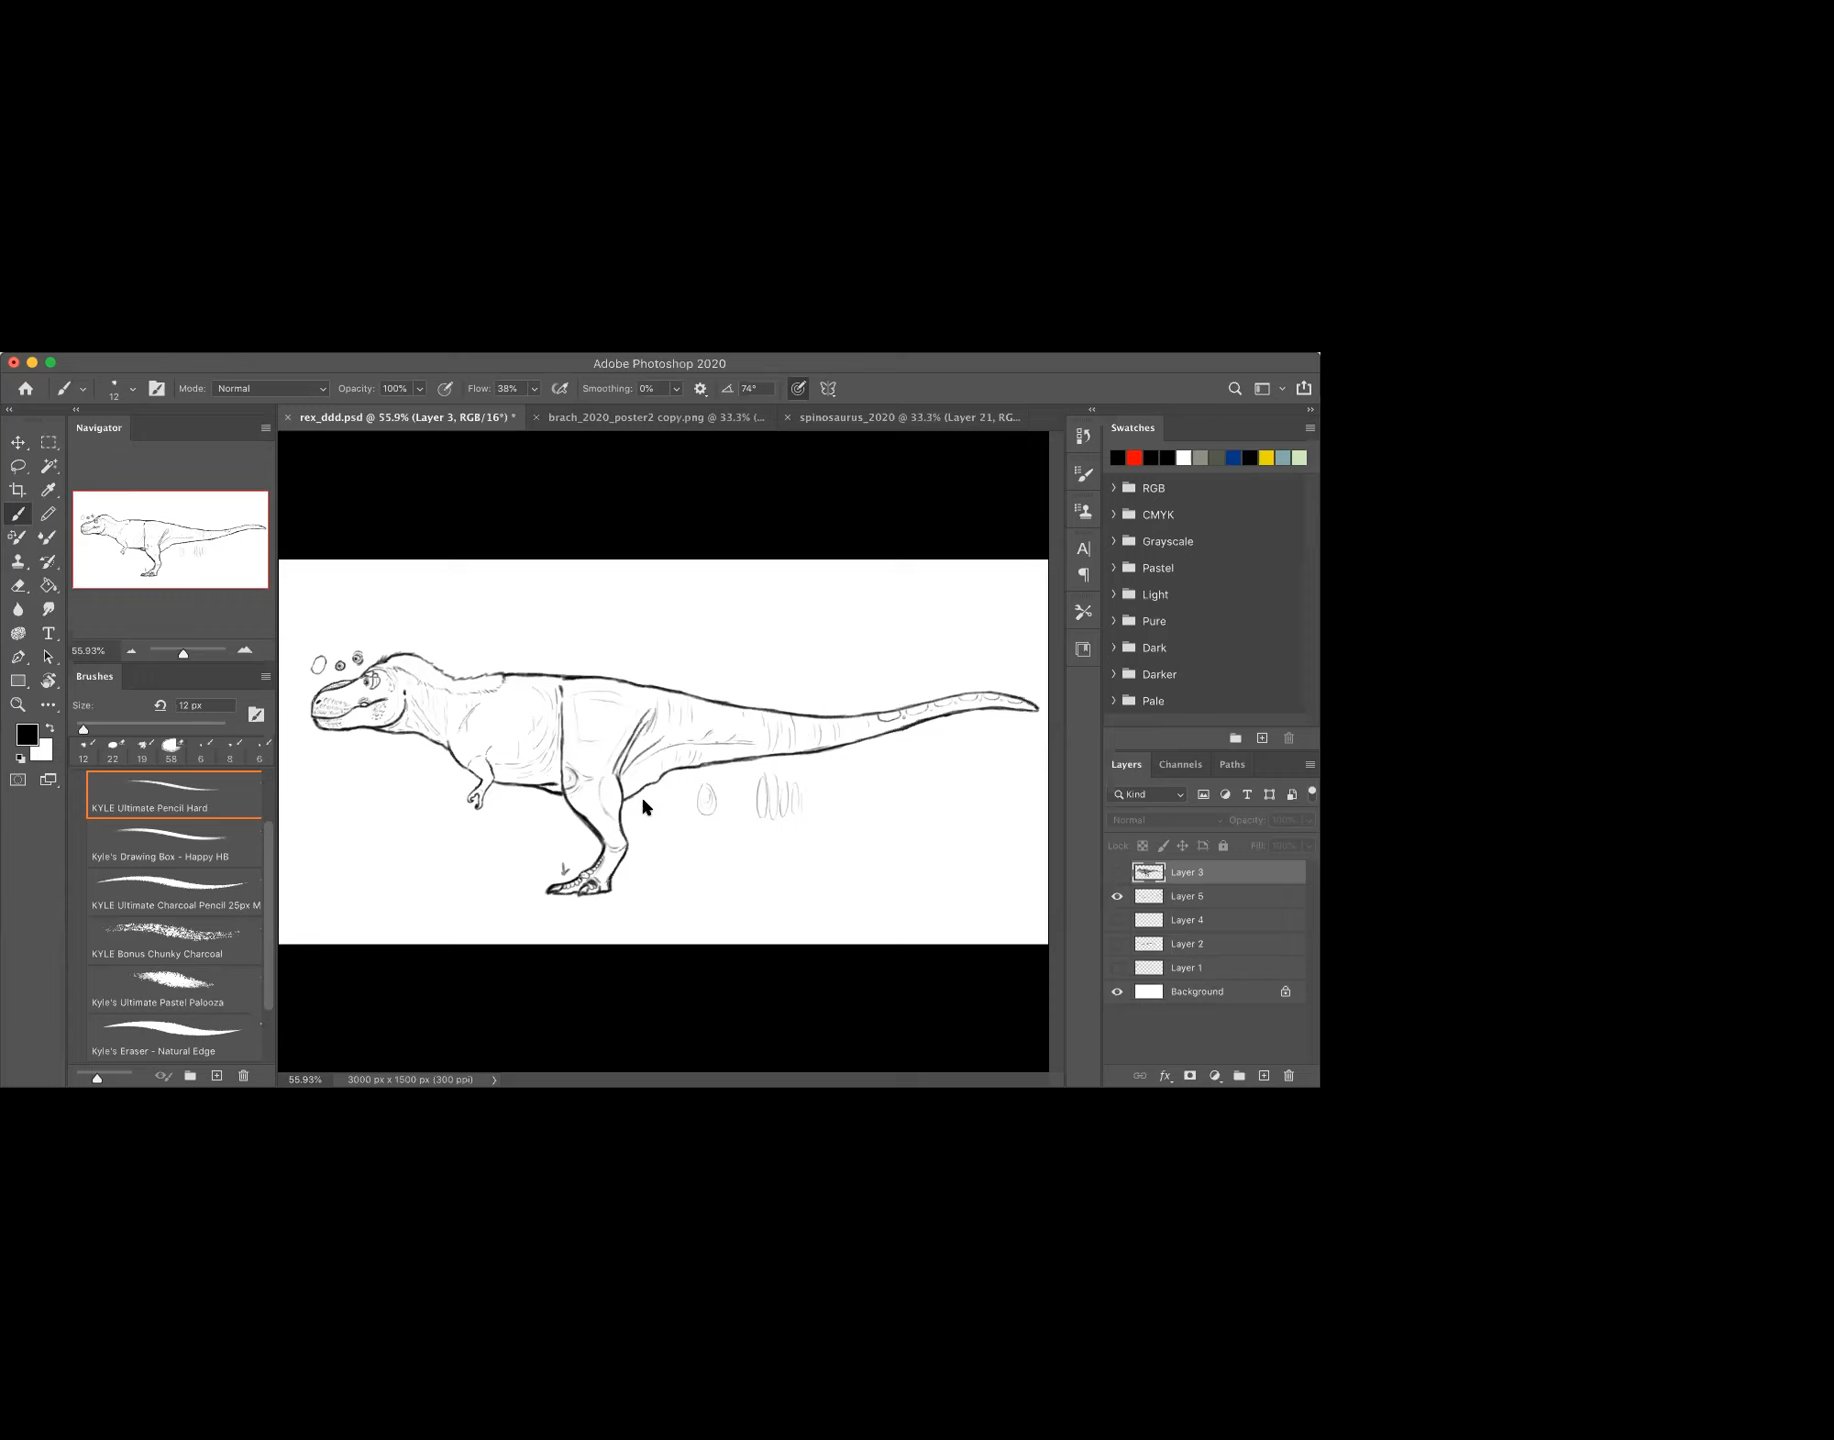 Adobe Photoshop 2020
12
Mode: Normal
Opacity: 100%
Flow: 38%
Smoothing: 0%
74°
rex_ddd.psd @ 55.9% (Layer 3, RGB/16*) *
brach_2020_poster2 copy.png @ 33.3% (...
spinosaurus_2020 @ 33.3% (Layer 21, RG...
Navigator
55.93%
Brushes
Size: 12 px
12 22 19 58 6 8 6
KYLE Ultimate Pencil Hard
Kyle's Drawing Box - Happy HB
KYLE Ultimate Charcoal Pencil 25px M
KYLE Bonus Chunky Charcoal
Kyle's Ultimate Pastel Palooza
Kyle's Eraser - Natural Edge
55.93% 3000 px x 1500 px (300 ppi)
Swatches
RGB
CMYK
Grayscale
Pastel
Light
Pure
Dark
Darker
Pale
Layers Channels Paths
Kind
Normal Opacity: 100%
Lock: Fill: 100%
Layer 3
Layer 5
Layer 4
Layer 2
Layer 1
Background
fx